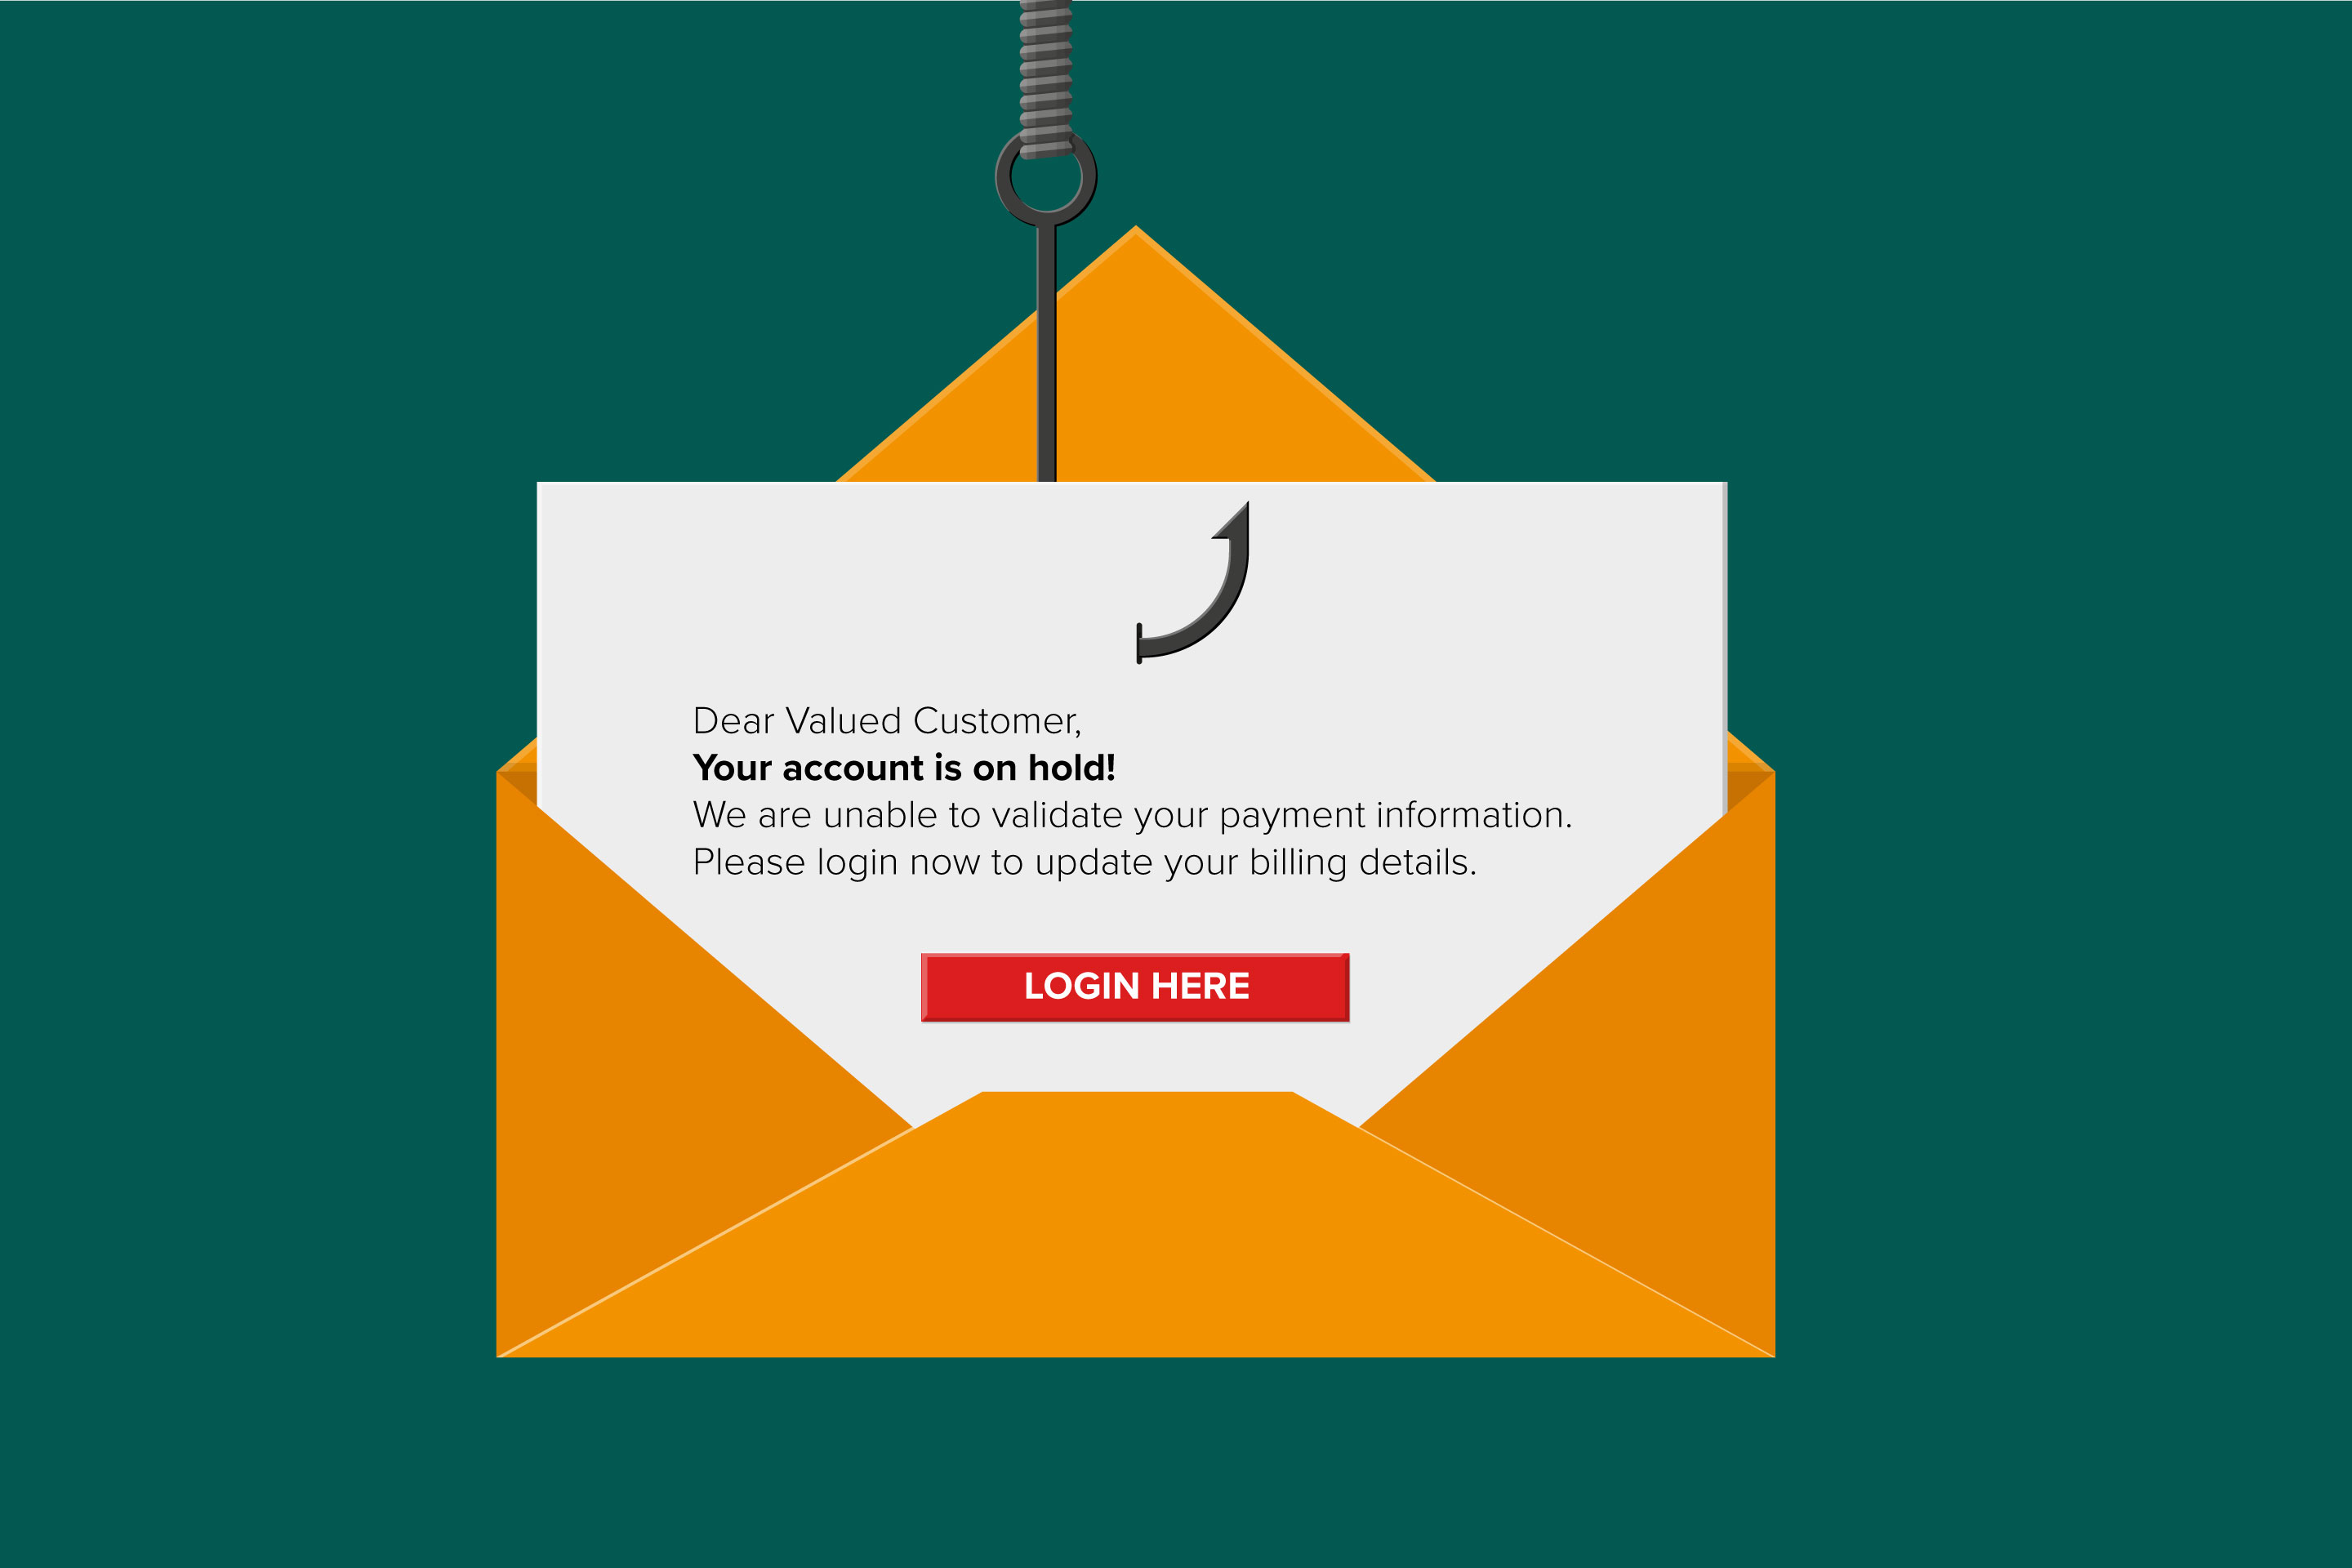 Dear Valued Customer,
Your account is on hold!
We are unable to validate your payment information.
Please login now to update your billing details.
LOGIN HERE